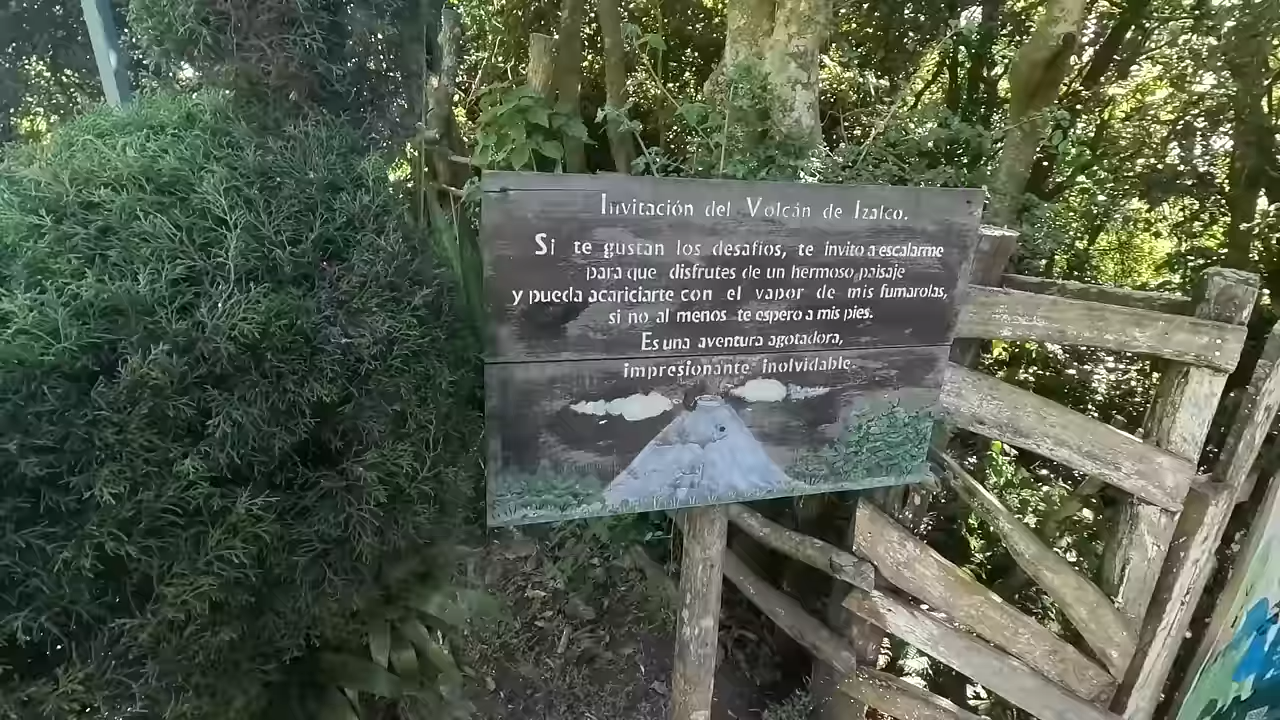 Invitación del Volcán de Izalco.
Si te gustan los desafíos, te invito a escalarme
para que disfrutes de un hermoso paisaje
y pueda acariciarte con el vapor de mis fumarolas,
si no al menos te espero a mis pies.
Es una aventura agotadora,
impresionante inolvidable.